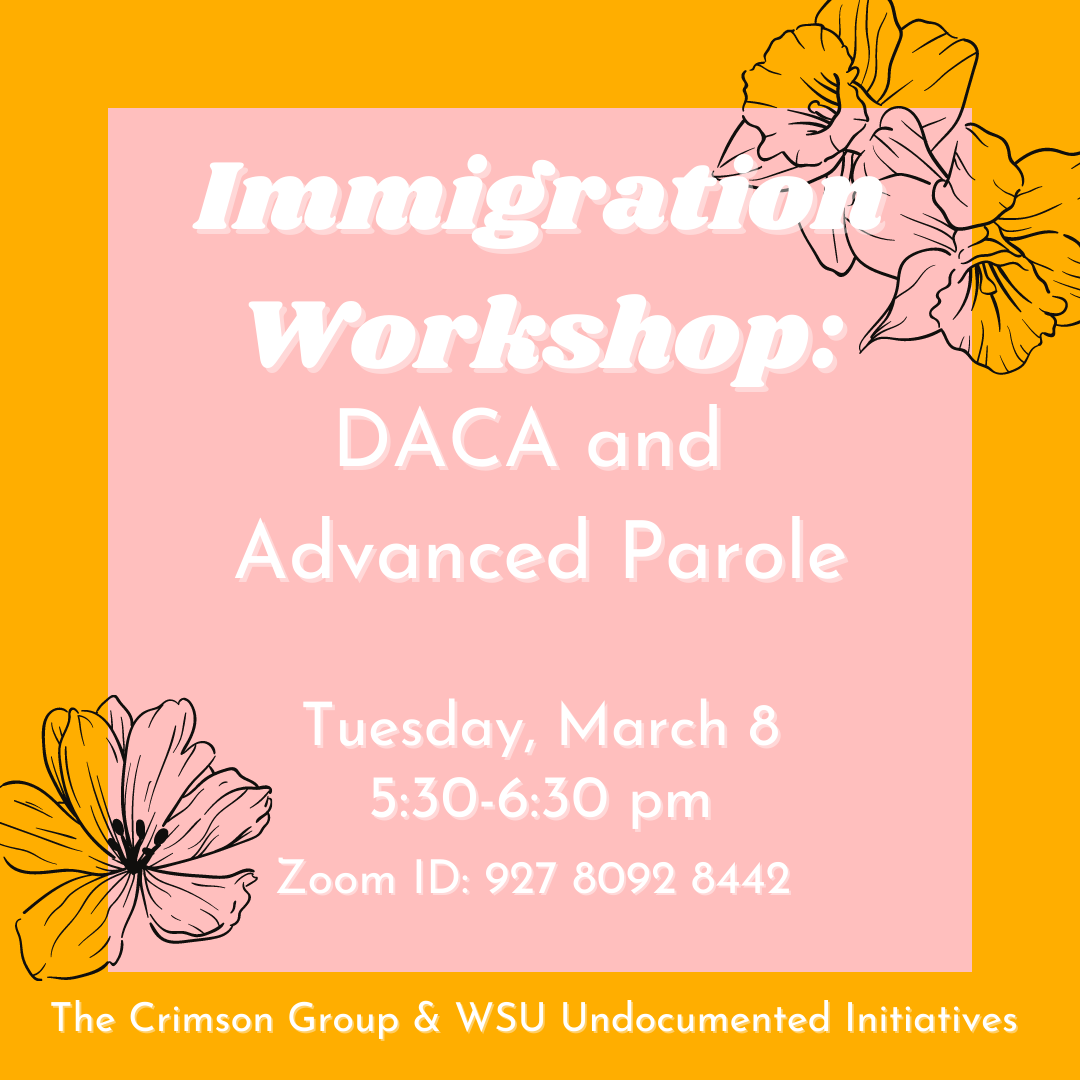 Immigration
Workshop:
DACA and
Advanced Parole
Tuesday, March 8
5:30-6:30 pm
Zoom ID: 927 8092 8442
The Crimson Group & WSU Undocumented Initiatives